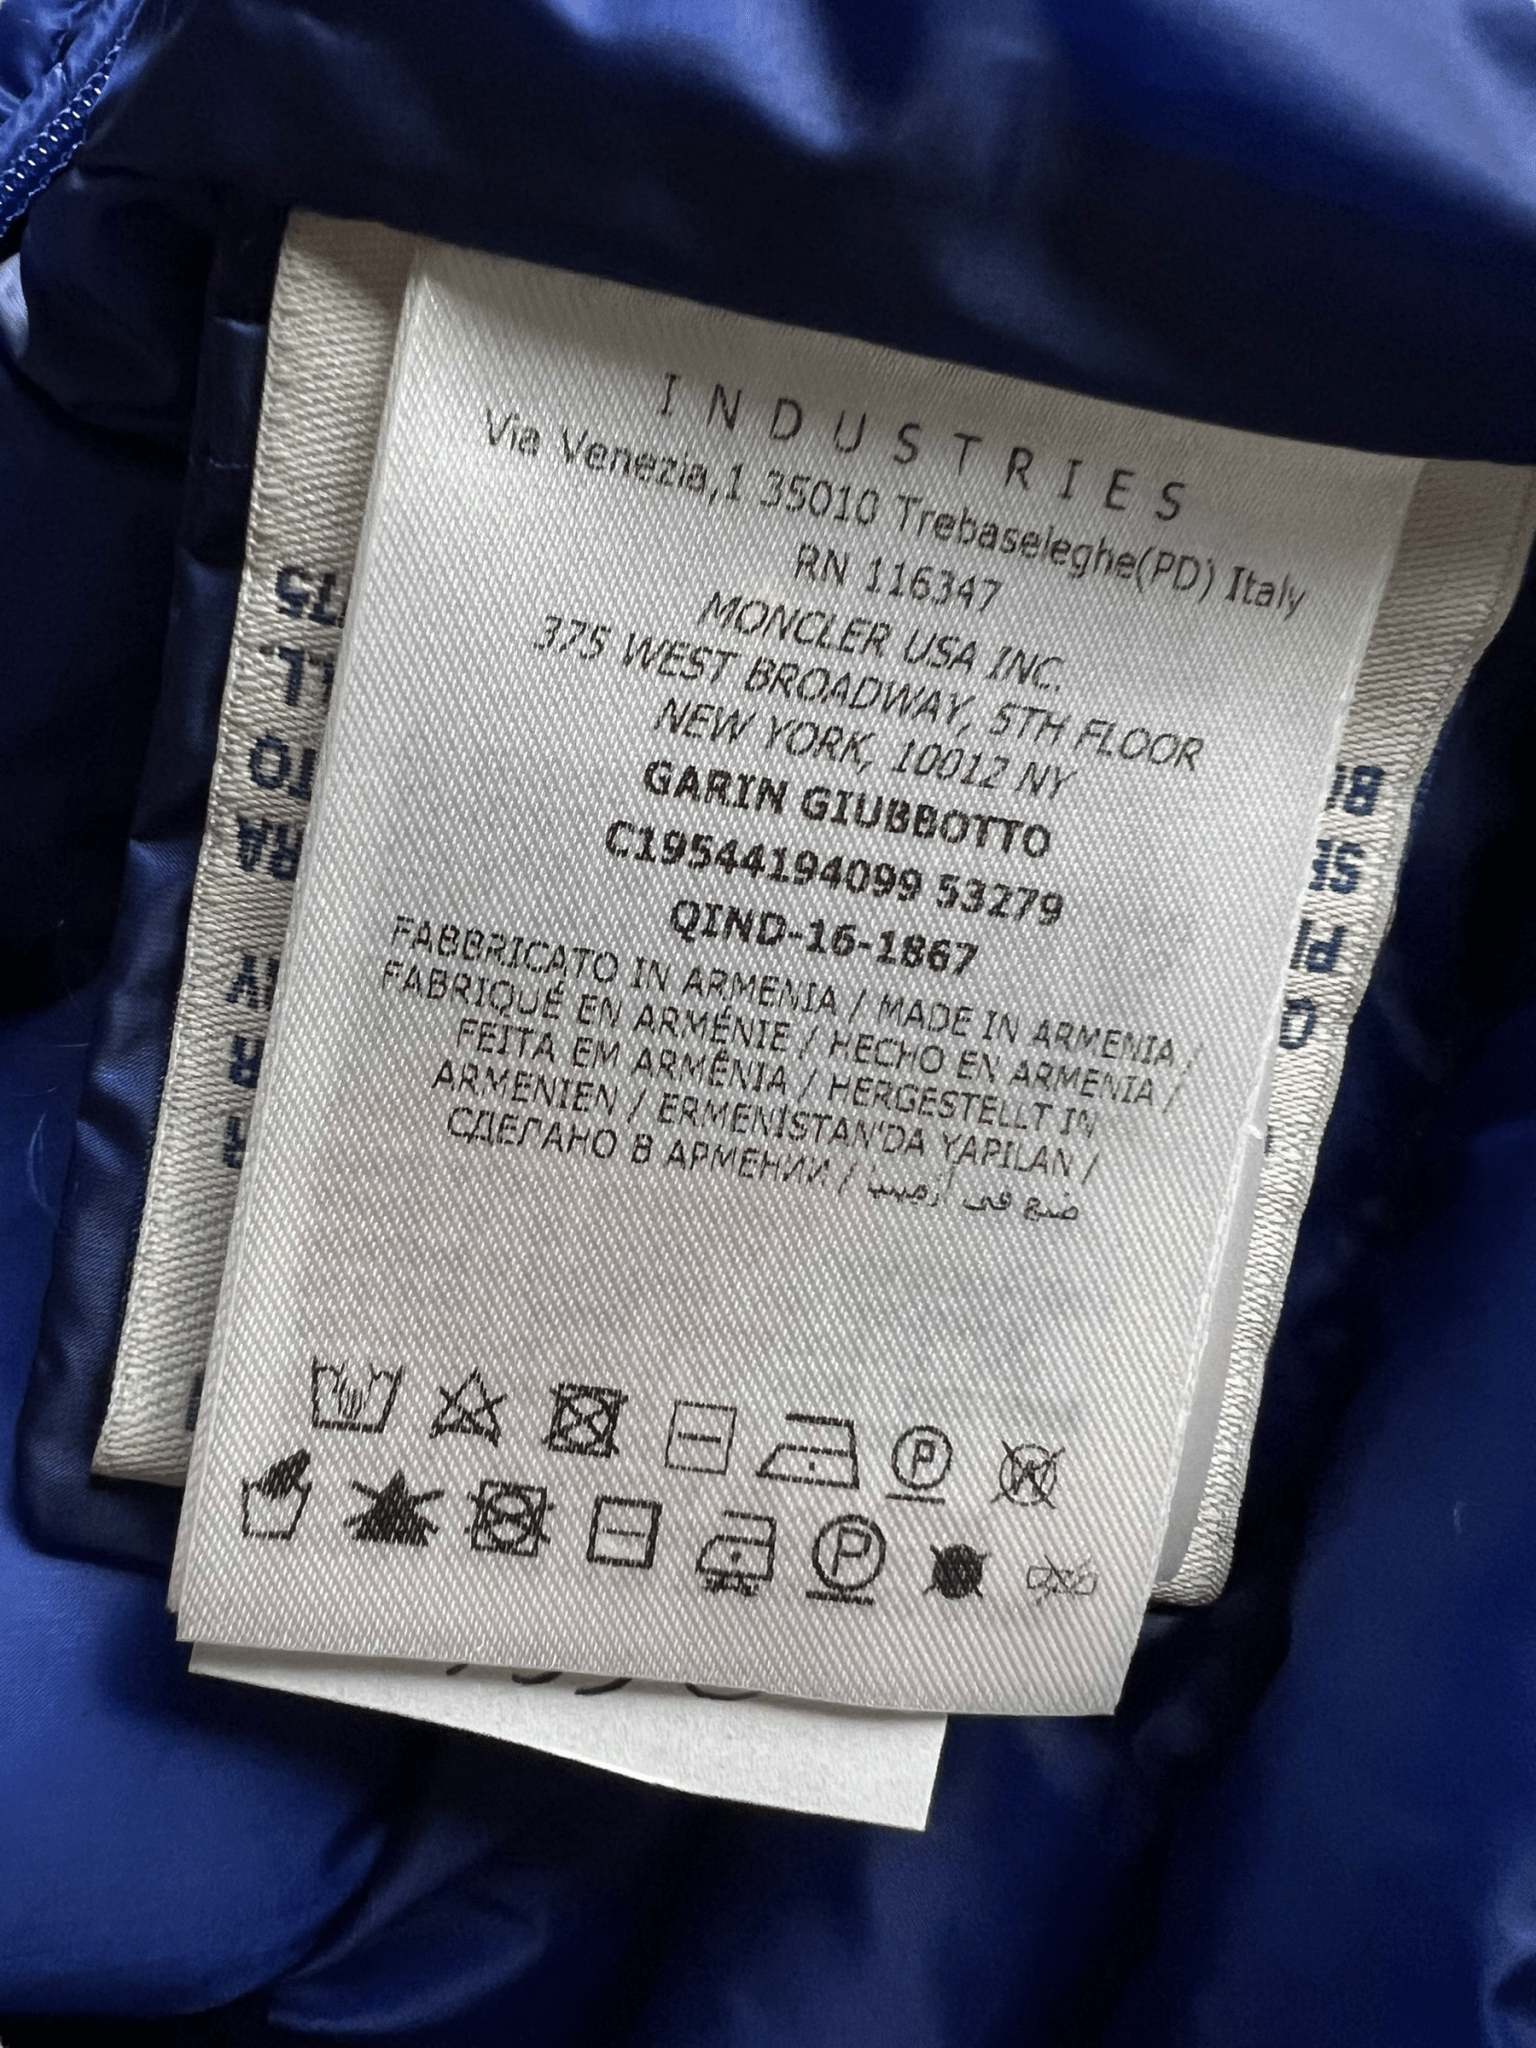 INDUSTRIES
Via Venezia,1 35010 Trebaseleghe(PD) Italy
RN 116347
MONCLER USA INC.
375 WEST BROADWAY, 5TH FLOOR
NEW YORK, 10012 NY
GARIN GIUBBOTTO
C19544194099 53279
QIND-16-1867
FABBRICATO IN ARMENIA / MADE IN ARMENIA /
FABRIQUÉ EN ARMÉNIE / HECHO EN ARMENIA /
FEITA EM ARMÊNIA / HERGESTELLT IN
ARMENIEN / ERMENISTAN'DA YAPILAN /
СДЕЛАНО В АРМЕНИИ / صنع في
P W
P